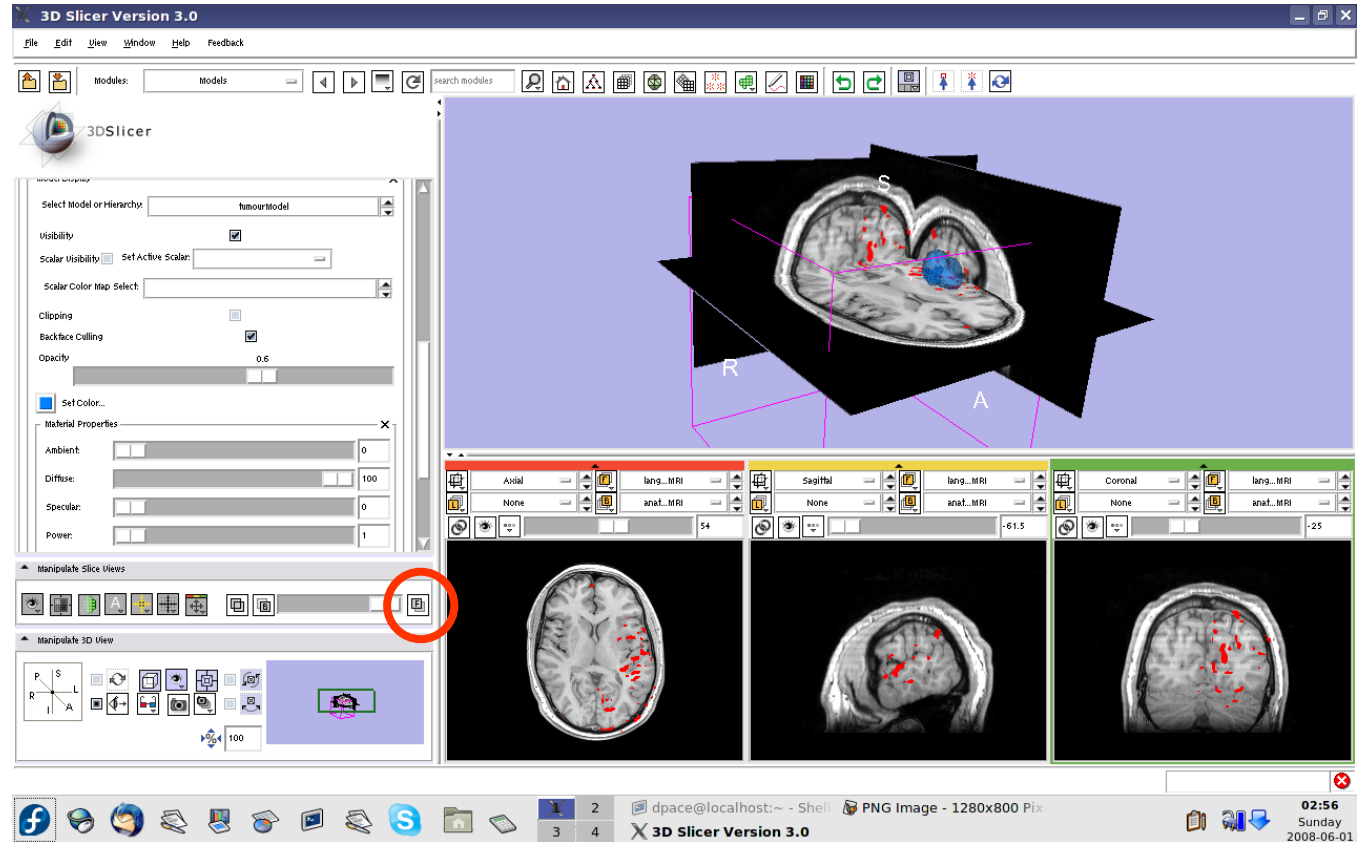 3D Slicer Version 3.0
File Edit View Window Help Feedback
Modules: Models search modules
3DSlicer
Model Display
Select Model or Hierarchy: tumourModel
Visibility
Scalar Visibility Set Active Scalar:
Scalar Color Map Select:
Clipping
Backface Culling
Opacity 0.6
Set Color...
Material Properties
Ambient: 0
Diffuse: 100
Specular: 0
Power: 1
Manipulate Slice Views
B F
Manipulate 3D View
P S
R L
I A
% 100
S
R
A
Axial F lang...MRI
L None B anat...MRI
54
Sagittal F lang...MRI
L None B anat...MRI
-61.5
Coronal F lang...MRI
L None B anat...MRI
-25
1 2 dpace@localhost:~ - Shell PNG Image - 1280x800 Pix
3 4 3D Slicer Version 3.0
02:56
Sunday
2008-06-01